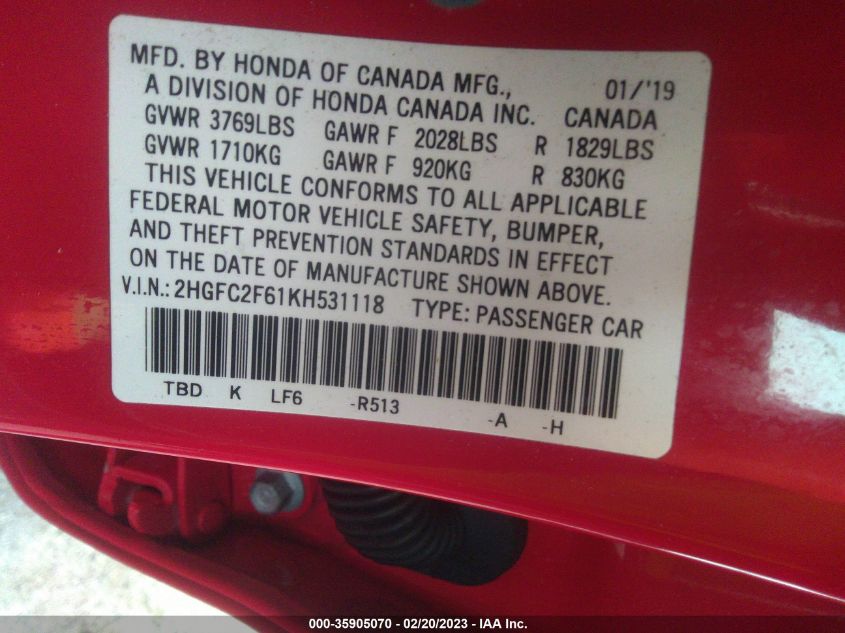 MFD. BY HONDA OF CANADA MFG., 01/'19
A DIVISION OF HONDA CANADA INC. CANADA
GVWR 3769LBS GAWR F 2028LBS R 1829LBS
GVWR 1710KG GAWR F 920KG R 830KG
THIS VEHICLE CONFORMS TO ALL APPLICABLE
FEDERAL MOTOR VEHICLE SAFETY, BUMPER,
AND THEFT PREVENTION STANDARDS IN EFFECT
ON THE DATE OF MANUFACTURE SHOWN ABOVE.
V.I.N.: 2HGFC2F61KH531118 TYPE: PASSENGER CAR
TBD K LF6 -R513 -A -H
000-35905070 - 02/20/2023 - IAA Inc.